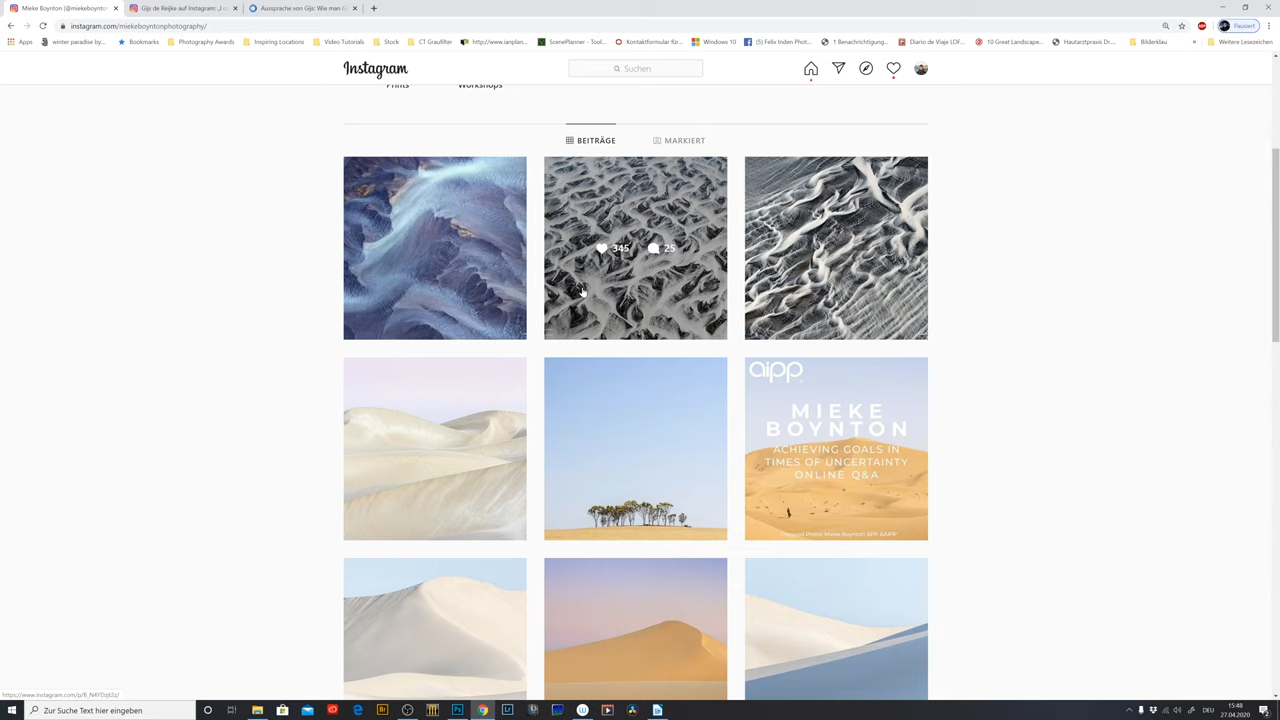 Mieke Boynton (@miekeboynton
Gijs de Reijke auf Instagram: „I c
Aussprache von Gijs: Wie man G
instagram.com/miekeboyntonphotography/
Pausiert
Apps
winter paradise by...
Bookmarks
Photography Awards
Inspiring Locations
Video Tutorials
Stock
CT Graufilter
http://www.ianplan...
ScenePlanner - Tool...
Kontaktformular für...
Windows 10
(5) Felix Inden Phot...
1 Benachrichtigung...
Diario de Viaje LOF...
10 Great Landscape...
Hautarztpraxis Dr....
Bilderklau
»
Weitere Lesezeichen
Instagram
Suchen
Prints
Workshops
BEITRÄGE
MARKIERT
345
25
aipp
MIEKE
BOYNTON
ACHIEVING GOALS IN
TIMES OF UNCERTAINTY
ONLINE Q&A
Mieke Boynton APP AAIPP
Zur Suche Text hier eingeben
DEU
15:48
27.04.2020